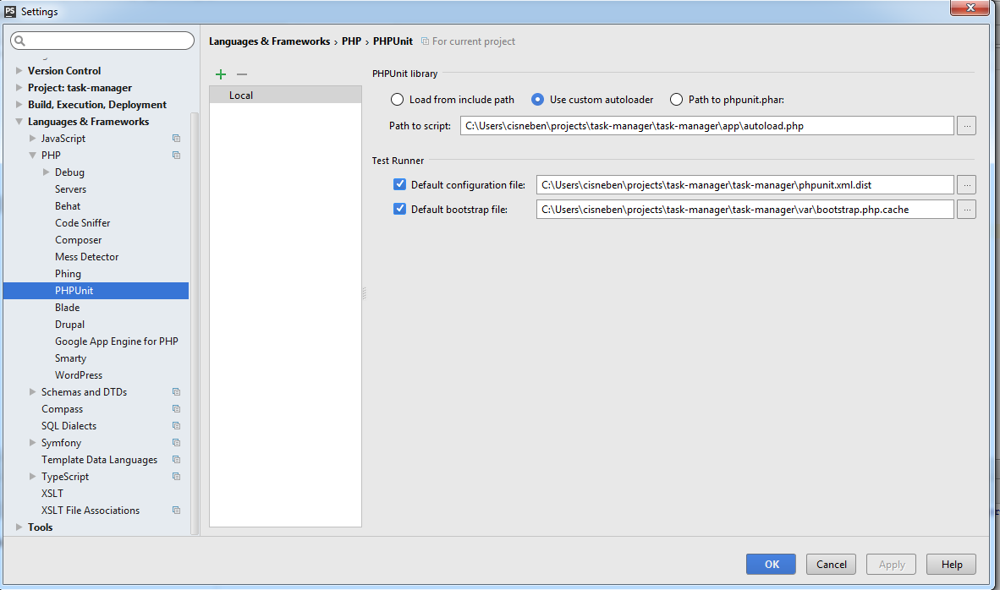 PS Settings
Languages & Frameworks › PHP › PHPUnit For current project
Version Control
Project: task-manager
Build, Execution, Deployment
Languages & Frameworks
JavaScript
PHP
Debug
Servers
Behat
Code Sniffer
Composer
Mess Detector
Phing
PHPUnit
Blade
Drupal
Google App Engine for PHP
Smarty
WordPress
Schemas and DTDs
Compass
SQL Dialects
Symfony
Template Data Languages
TypeScript
XSLT
XSLT File Associations
Tools
Local
PHPUnit library
Load from include path Use custom autoloader Path to phpunit.phar:
Path to script: C:\Users\cisneben\projects\task-manager\task-manager\app\autoload.php ...
Test Runner
Default configuration file: C:\Users\cisneben\projects\task-manager\task-manager\phpunit.xml.dist ...
Default bootstrap file: C:\Users\cisneben\projects\task-manager\task-manager\var\bootstrap.php.cache ...
OK Cancel Apply Help